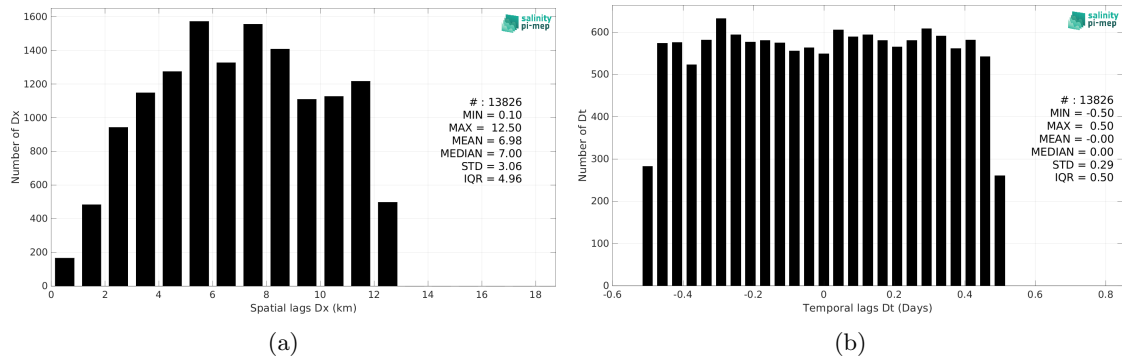 1600
1400
1200
1000
800
600
400
200
0
Number of Dx
0 2 4 6 8 10 12 14 16 18
Spatial lags Dx (km)
salinity
pi-mep
# : 13826
MIN = 0.10
MAX = 12.50
MEAN = 6.98
MEDIAN = 7.00
STD = 3.06
IQR = 4.96
(a)
600
500
400
300
200
100
0
Number of Dt
-0.6 -0.4 -0.2 0 0.2 0.4 0.6 0.8
Temporal lags Dt (Days)
salinity
pi-mep
# : 13826
MIN = -0.50
MAX = 0.50
MEAN = -0.00
MEDIAN = 0.00
STD = 0.29
IQR = 0.50
(b)